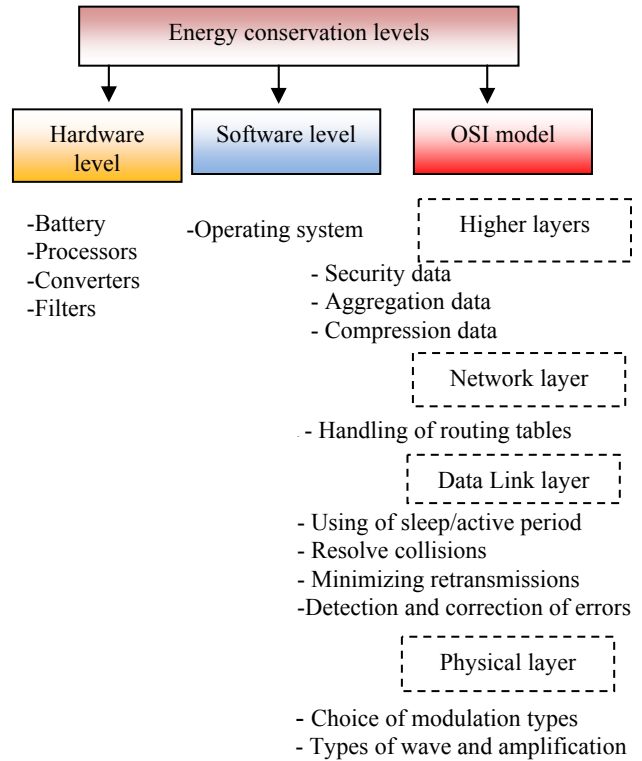 Energy conservation levels
Hardware
level
Software level
OSI model
-Battery
-Processors
-Converters
-Filters
-Operating system
Higher layers
- Security data
- Aggregation data
- Compression data
Network layer
- Handling of routing tables
Data Link layer
- Using of sleep/active period
- Resolve collisions
- Minimizing retransmissions
-Detection and correction of errors
Physical layer
- Choice of modulation types
- Types of wave and amplification